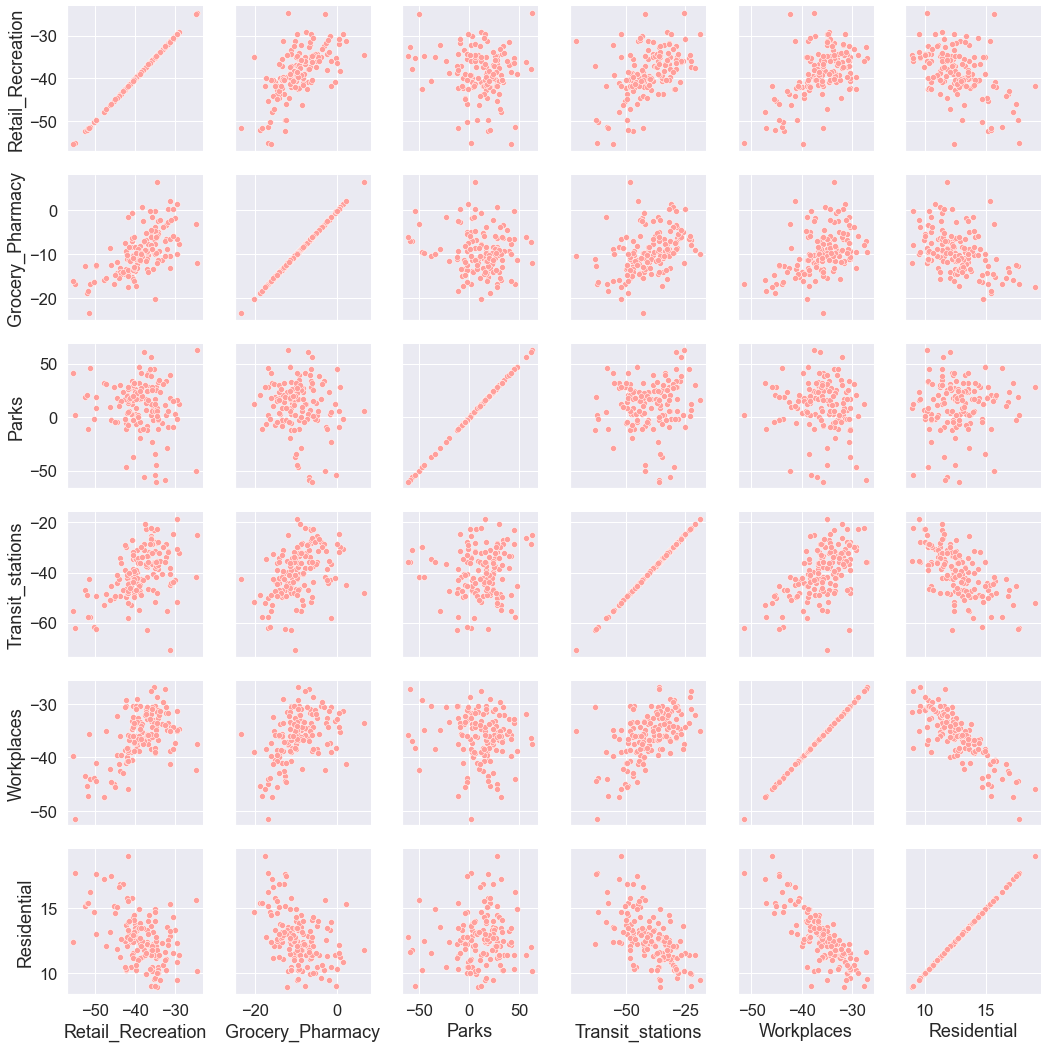 Retail_Recreation
−30
−40
−50
Grocery_Pharmacy
0
−10
−20
Parks
50
0
−50
Transit_stations
−20
−40
−60
Workplaces
−30
−40
−50
Residential
15
10
−50 −40 −30
−20 0
−50 0 50
−50 −25
−50 −40 −30
10 15
Retail_Recreation
Grocery_Pharmacy
Parks
Transit_stations
Workplaces
Residential